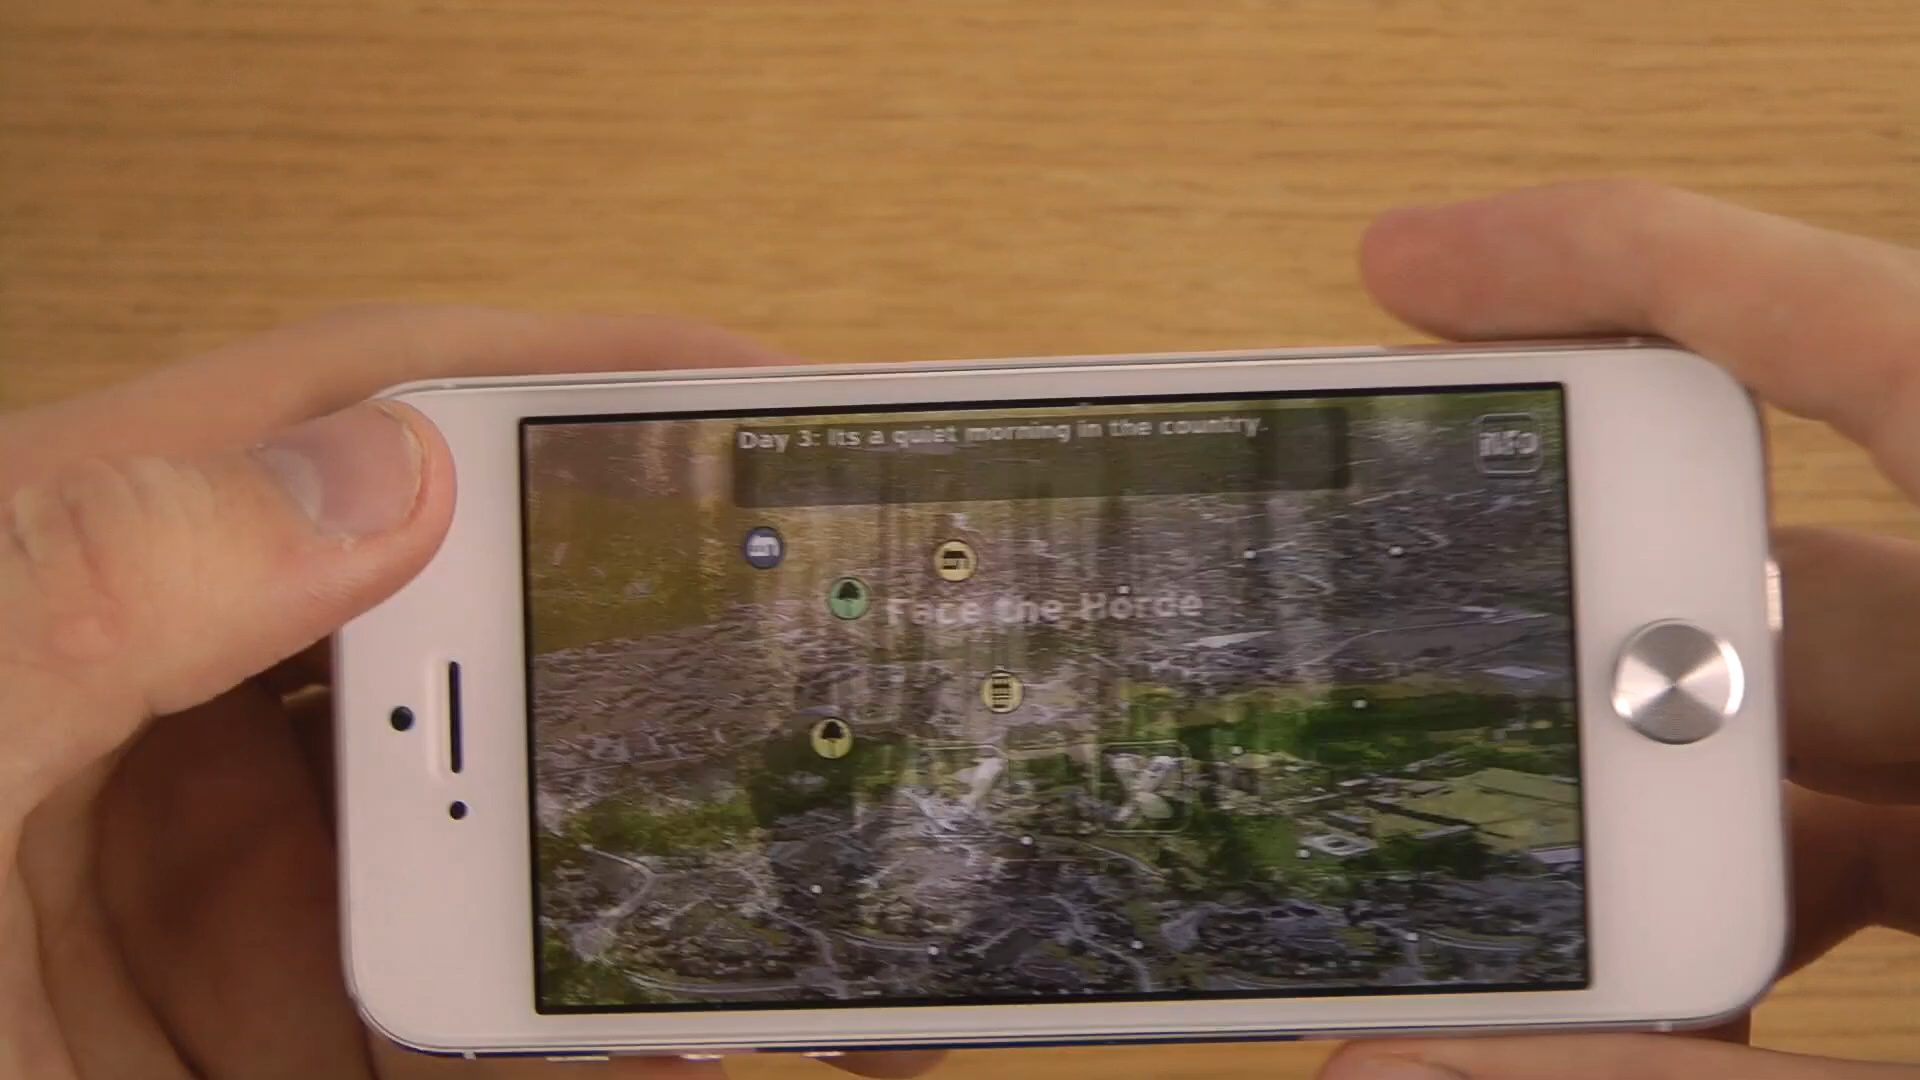 Day 3: Its a quiet morning in the country.
INFO
Face the Horde